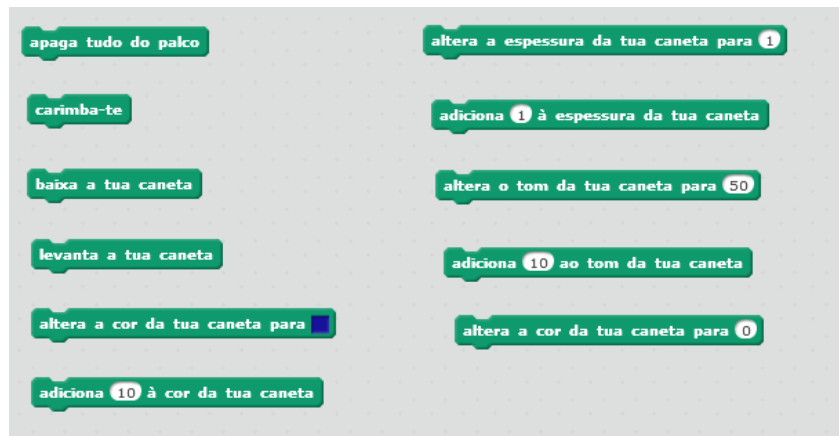 apaga tudo do palco
carimba-te
baixa a tua caneta
levanta a tua caneta
altera a cor da tua caneta para
adiciona 10 à cor da tua caneta
altera a espessura da tua caneta para 1
adiciona 1 à espessura da tua caneta
altera o tom da tua caneta para 50
adiciona 10 ao tom da tua caneta
altera a cor da tua caneta para 0